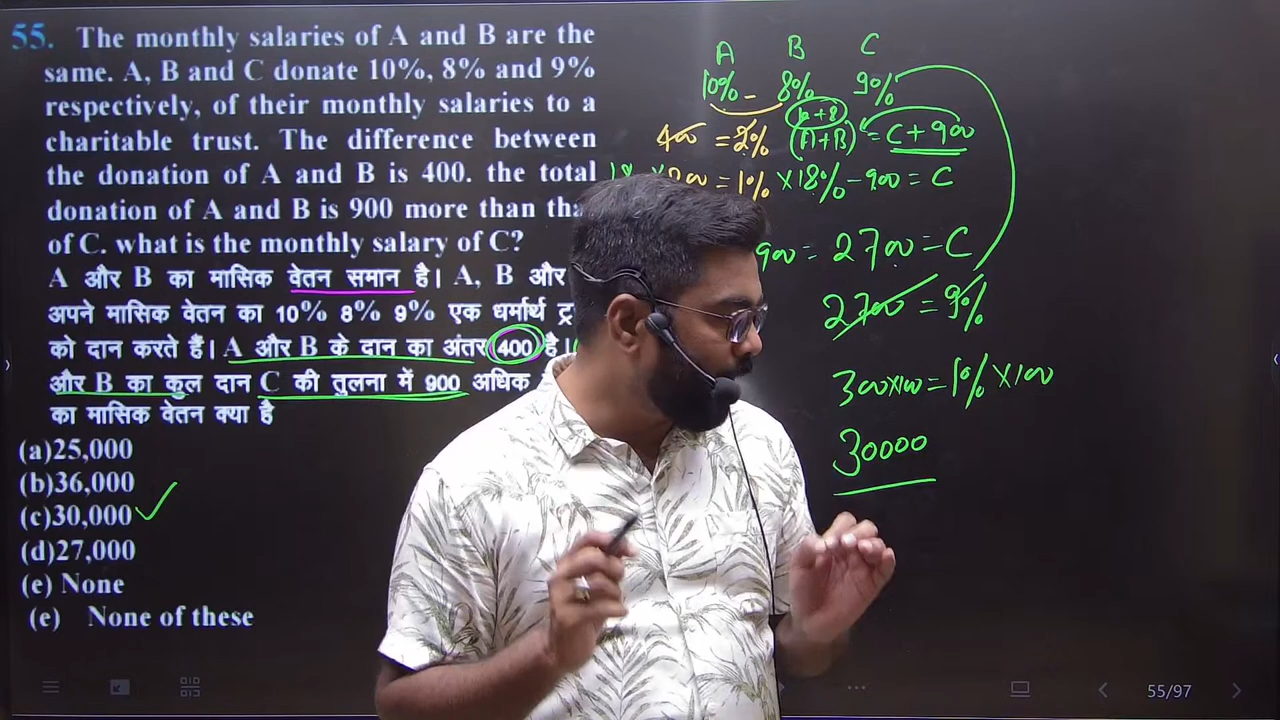 55. The monthly salaries of A and B are the
same. A, B and C donate 10%, 8% and 9%
respectively, of their monthly salaries to a
charitable trust. The difference between
the donation of A and B is 400. the total
donation of A and B is 900 more than tha
of C. what is the monthly salary of C?
A और B का मासिक वेतन समान है। A, B और
अपने मासिक वेतन का 10% 8% 9% एक धर्मार्थ ट्र
को दान करते हैं। A और B के दान का अंतर 400 है।
और B का कुल दान C की तुलना में 900 अधिक
का मासिक वेतन क्या है
(a)25,000
(b)36,000
(c)30,000 ✓
(d)27,000
(e) None
(e) None of these
A B C
10% - 8% 9%
10+8
400 = 2% (A+B) = C + 900
18 × 200 = 1% × 18% - 900 = C
900 = 2700 = C
2700 = 9%
300×100 = 1% × 100
30000
55/97